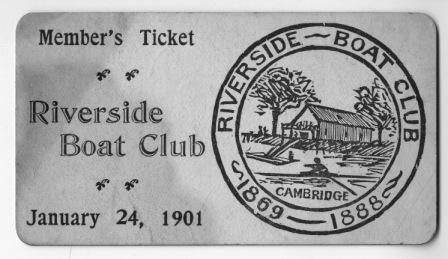 Member's Ticket
Riverside
Boat Club
January 24, 1901
RIVERSIDE ~ BOAT CLUB
CAMBRIDGE
~ 1869 — 1888 ~